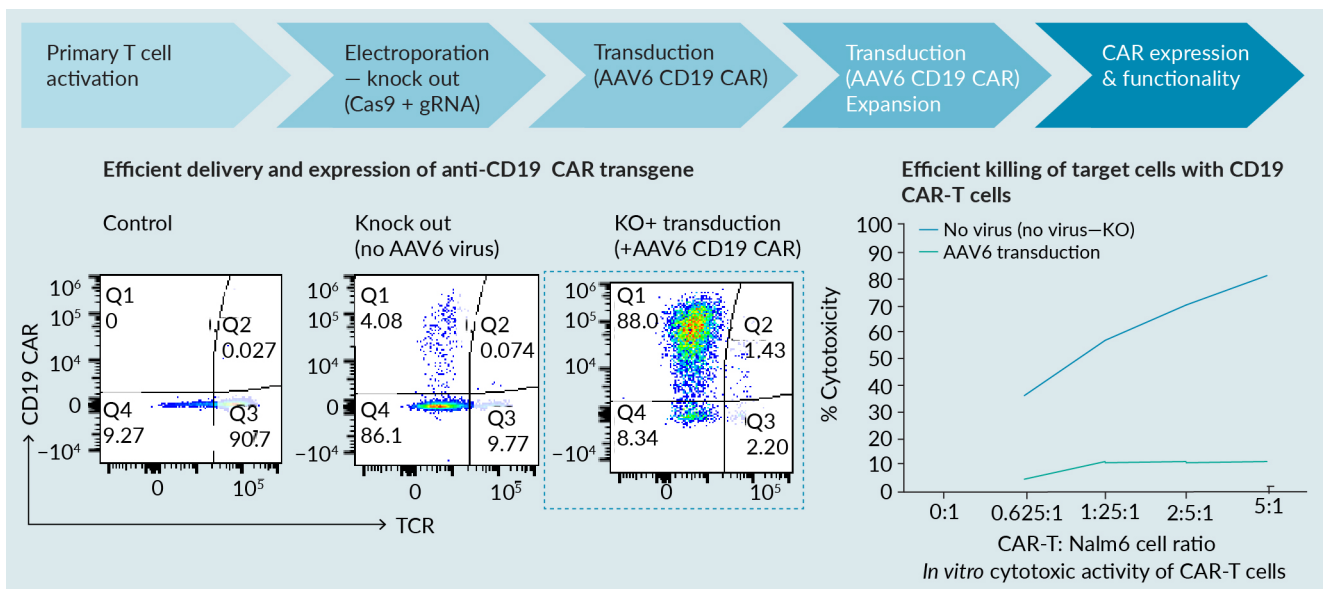 Primary T cell
activation
Electroporation
— knock out
(Cas9 + gRNA)
Transduction
(AAV6 CD19 CAR)
Transduction
(AAV6 CD19 CAR)
Expansion
CAR expression
& functionality
Efficient delivery and expression of anti-CD19 CAR transgene
Control
Knock out
(no AAV6 virus)
KO+ transduction
(+AAV6 CD19 CAR)
CD19 CAR
10⁶
10⁵
10⁴
0
−10⁴
Q1
0
Q2
0.027
Q4
9.27
Q3
90.7
0
10⁵
10⁶
10⁵
10⁴
0
−10⁴
Q1
4.08
Q2
0.074
Q4
86.1
Q3
9.77
0
10⁵
10⁶
10⁵
10⁴
0
−10⁴
Q1
88.0
Q2
1.43
Q4
8.34
Q3
2.20
0
10⁵
TCR
Efficient killing of target cells with CD19
CAR-T cells
% Cytotoxicity
100
90
80
70
60
50
40
30
20
10
0
No virus (no virus—KO)
AAV6 transduction
0:1
0.625:1
1:25:1
2:5:1
5:1
CAR-T: Nalm6 cell ratio
In vitro cytotoxic activity of CAR-T cells